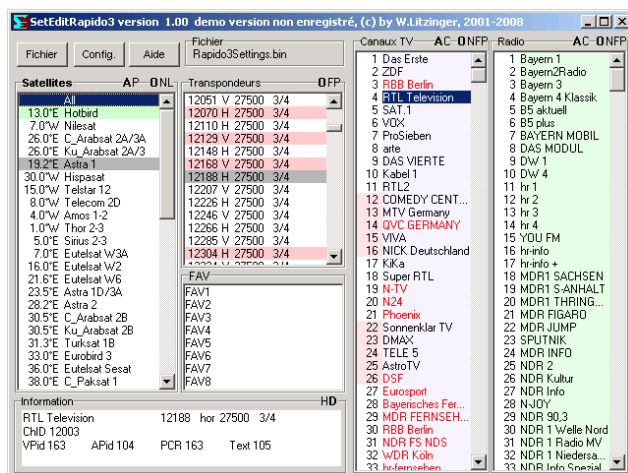 SetEditRapido3 version 1.00 demo version non enregistré, (c) by W.Litzinger, 2001-2008
Fichier
Config.
Aide
Fichier
Rapido3Settings.bin
Satellites AP ONL
All
13.0°E Hotbird
7.0°W Nilesat
26.0°E C_Arabsat 2A/3A
26.0°E Ku_Arabsat 2A/3
19.2°E Astra 1
30.0°W Hispasat
15.0°W Telstar 12
8.0°W Telecom 2D
4.0°W Amos 1-2
1.0°W Thor 2-3
5.0°E Sirius 2-3
7.0°E Eutelsat W3A
16.0°E Eutelsat W2
21.6°E Eutelsat W6
23.5°E Astra 1D/3A
28.2°E Astra 2
30.5°E C_Arabsat 2B
30.5°E Ku_Arabsat 2B
31.3°E Turksat 1B
33.0°E Eurobird 3
36.0°E Eutelsat Sesat
38.0°E C_Paksat 1
Transpondeurs OFP
12051 V 27500 3/4
12070 H 27500 3/4
12110 H 27500 3/4
12129 V 27500 3/4
12148 H 27500 3/4
12168 V 27500 3/4
12188 H 27500 3/4
12207 V 27500 3/4
12226 H 27500 3/4
12246 V 27500 3/4
12266 H 27500 3/4
12285 V 27500 3/4
12304 H 27500 3/4
12324 V 27500 3/4
FAV
FAV1
FAV2
FAV3
FAV4
FAV5
FAV6
FAV7
FAV8
Information HD
RTL Television 12188 hor 27500 3/4
ChID 12003
VPid 163 APid 104 PCR 163 Text 105
Canaux TV AC ONFP
1 Das Erste
2 ZDF
3 RBB Berlin
4 RTL Television
5 SAT.1
6 VOX
7 ProSieben
8 arte
9 DAS VIERTE
10 Kabel 1
11 RTL2
12 COMEDY CENT...
13 MTV Germany
14 QVC GERMANY
15 VIVA
16 NICK Deutschland
17 KiKa
18 Super RTL
19 N-TV
20 N24
21 Phoenix
22 Sonnenklar TV
23 DMAX
24 TELE 5
25 AstroTV
26 DSF
27 Eurosport
28 Bayerisches Fer...
29 MDR FERNSEH...
30 RBB Berlin
31 NDR FS NDS
32 WDR Köln
33 hr-fernsehen
Radio AC ONFP
1 Bayern 1
2 Bayern2Radio
3 Bayern 3
4 Bayern 4 Klassik
5 B5 aktuell
6 B5 plus
7 BAYERN MOBIL
8 DAS MODUL
9 DW 1
10 DW 4
11 hr 1
12 hr 2
13 hr 3
14 hr 4
15 YOU FM
16 hr-info
17 hr-info +
18 MDR1 SACHSEN
19 MDR1 S-ANHALT
20 MDR1 THRING...
21 MDR FIGARO
22 MDR JUMP
23 SPUTNIK
24 MDR INFO
25 NDR 2
26 NDR Kultur
27 NDR Info
28 N-JOY
29 NDR 90,3
30 NDR 1 Welle Nord
31 NDR 1 Radio MV
32 NDR 1 Niedersa...
33 NDR Info Spezial